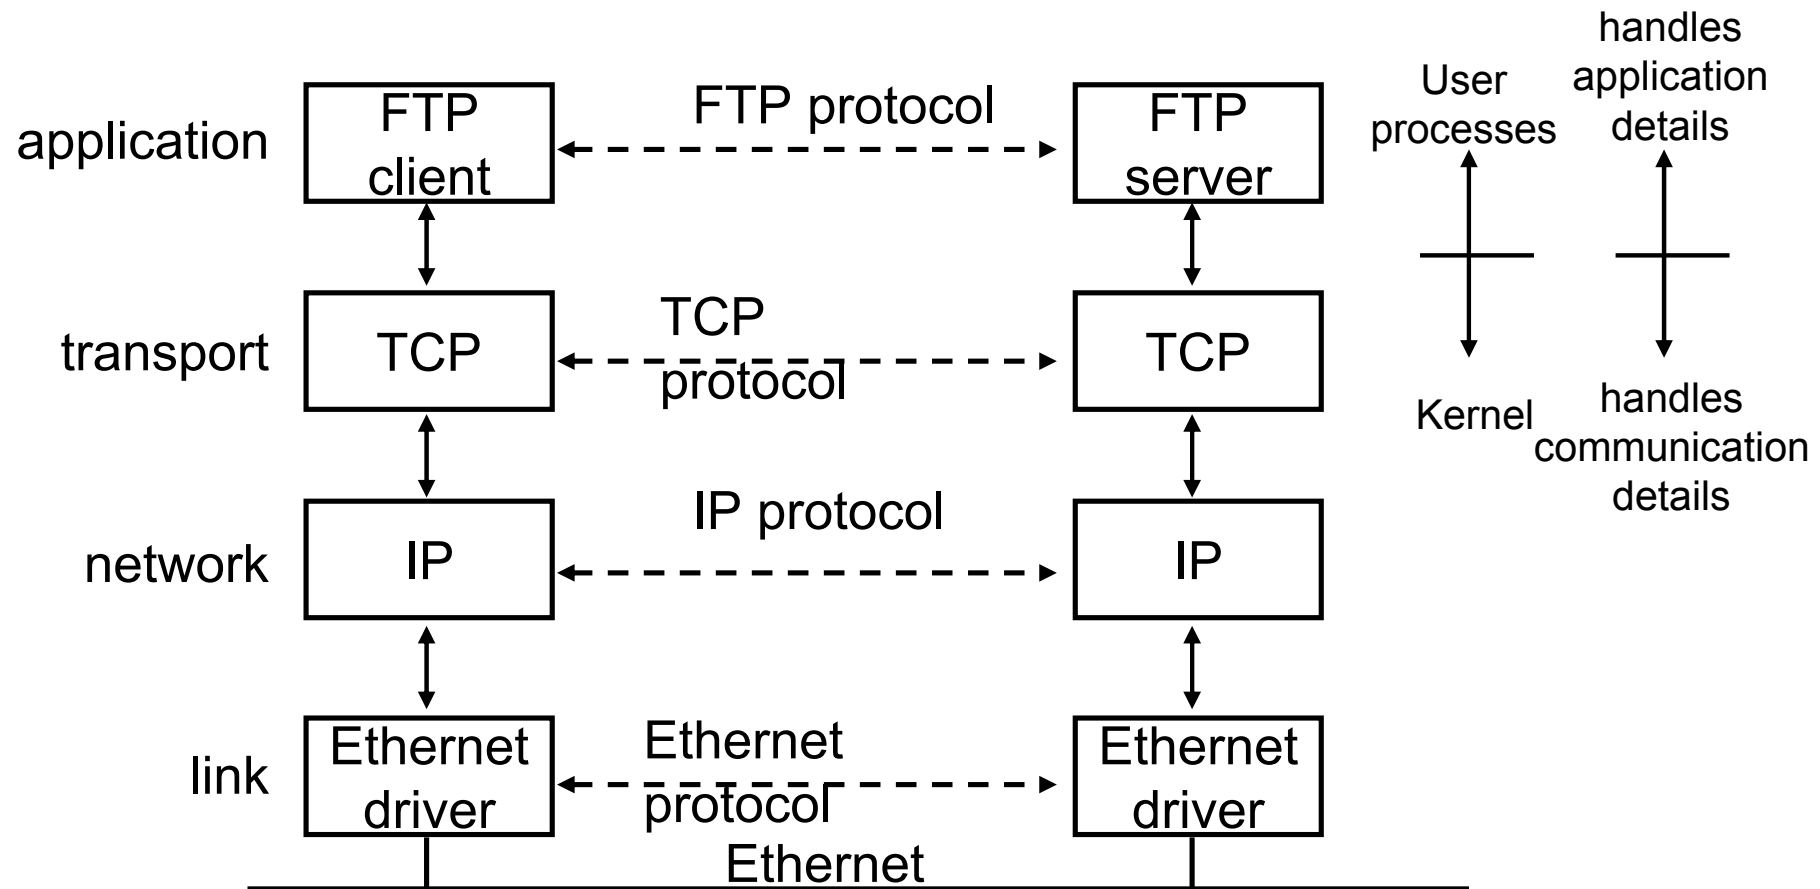 handles
application
details
User
processes
FTP
client
FTP protocol
FTP
server
application
TCP
TCP
protocol
TCP
transport
Kernel
handles
communication
details
IP
IP protocol
IP
network
Ethernet
driver
Ethernet
protocol
Ethernet
driver
link
Ethernet